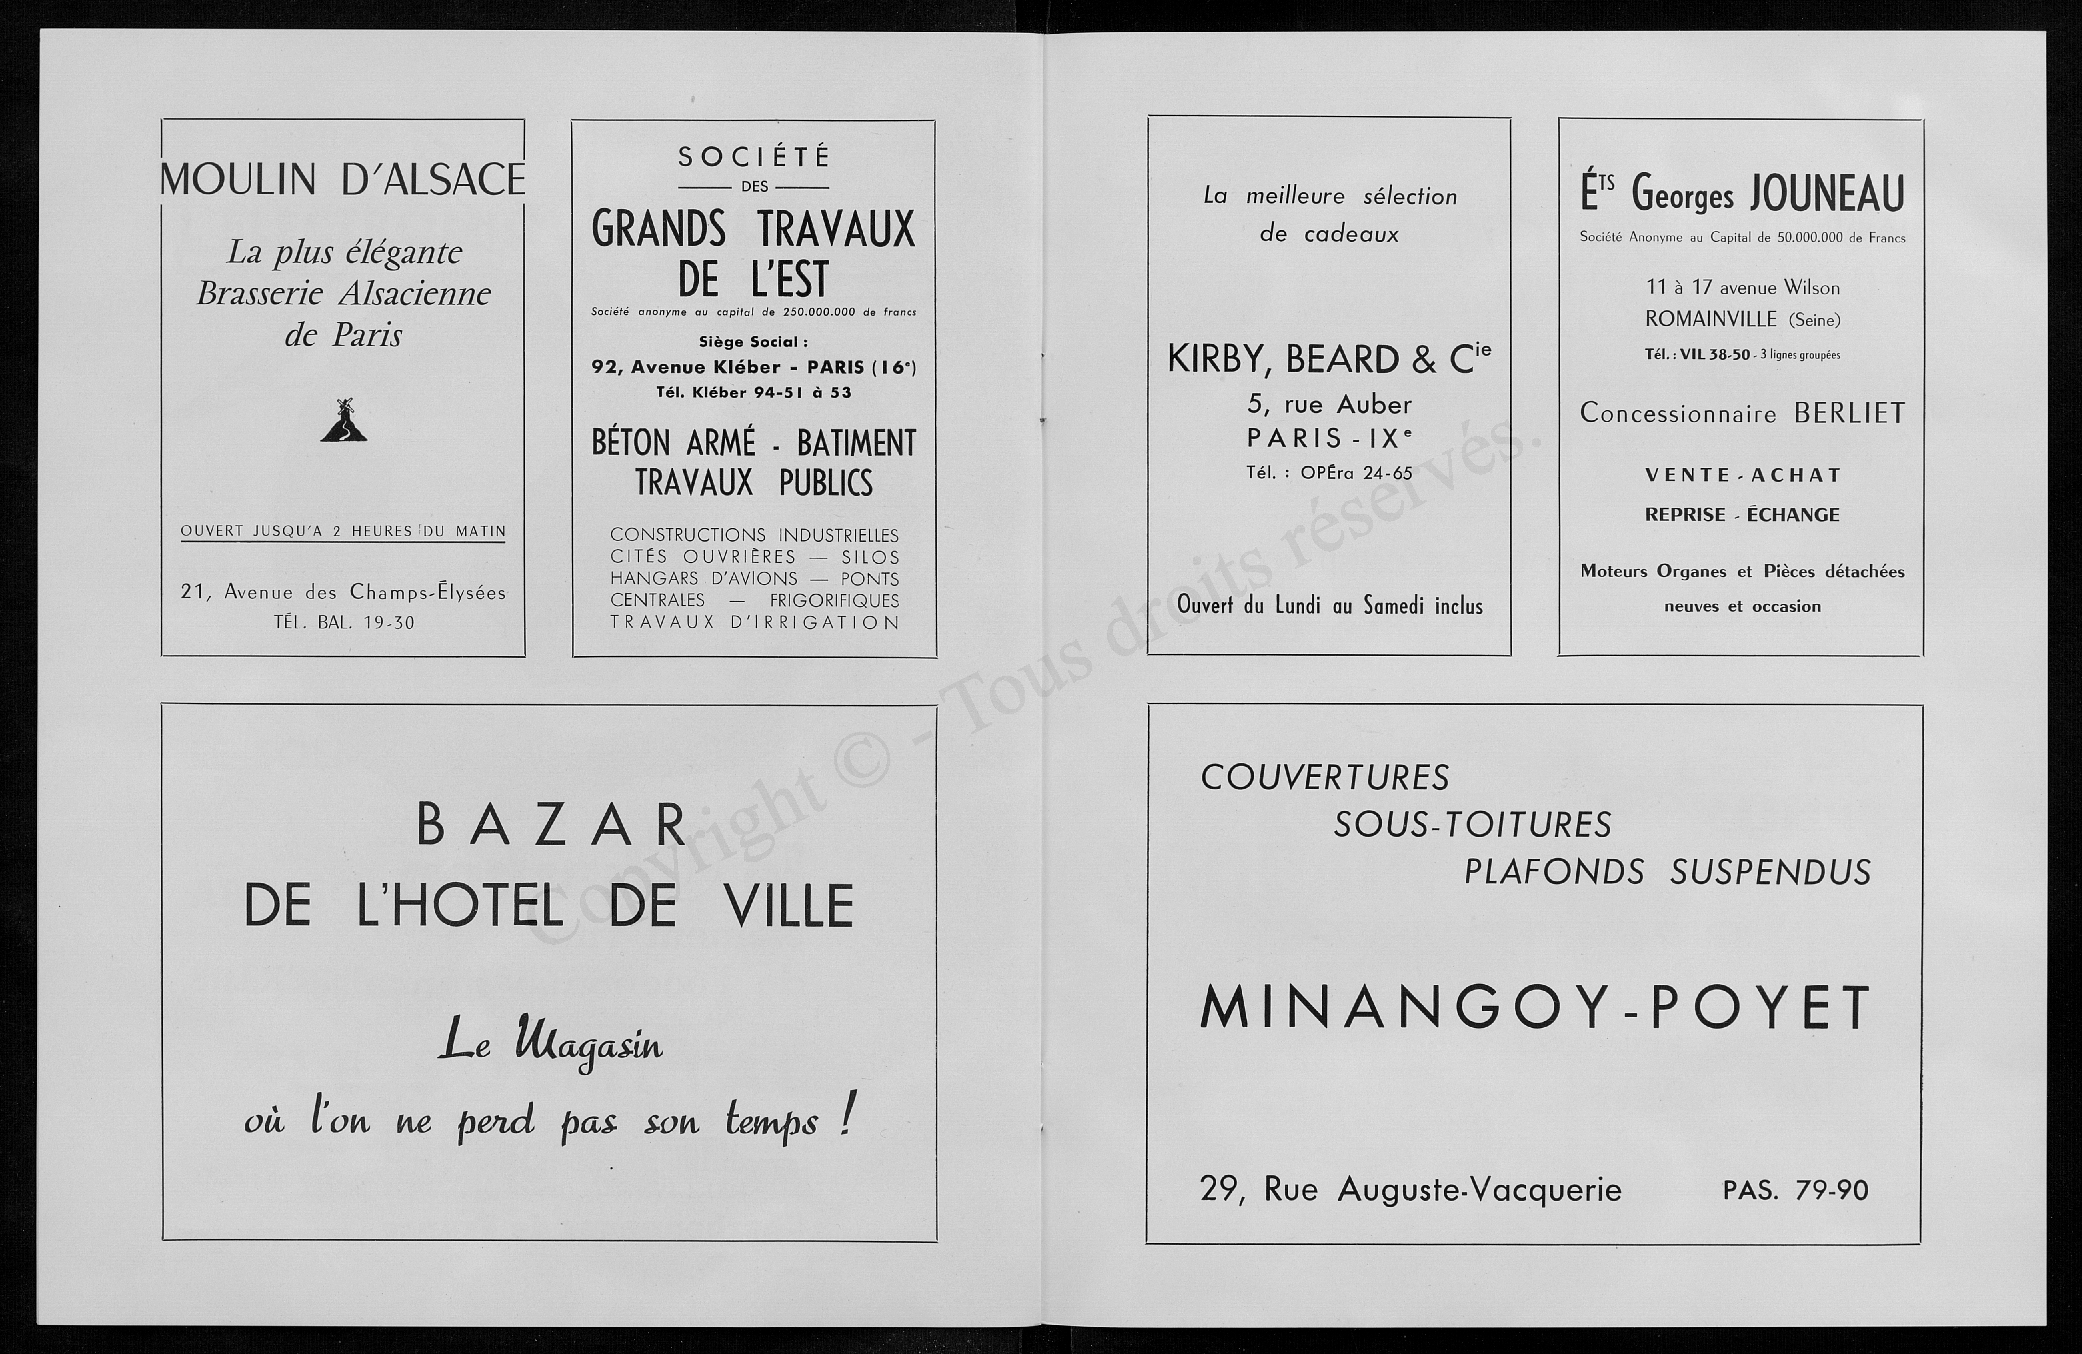 MOULIN D'ALSACE
La plus élégante
Brasserie Alsacienne
de Paris
OUVERT JUSQU'A 2 HEURES DU MATIN
21, Avenue des Champs-Élysées
TÉL. BAL. 19-30
SOCIÉTÉ
DES
GRANDS TRAVAUX
DE L'EST
Société anonyme au capital de 250.000.000 de francs
Siège Social :
92, Avenue Kléber - PARIS (16e)
Tél. Kléber 94-51 à 53
BÉTON ARMÉ - BATIMENT
TRAVAUX PUBLICS
CONSTRUCTIONS INDUSTRIELLES
CITÉS OUVRIÈRES — SILOS
HANGARS D'AVIONS — PONTS
CENTRALES — FRIGORIFIQUES
TRAVAUX D'IRRIGATION
BAZAR
DE L'HOTEL DE VILLE
Le Magasin
où l'on ne perd pas son temps !
La meilleure sélection
de cadeaux
KIRBY, BEARD & Cie
5, rue Auber
PARIS - IXe
Tél. : OPÉra 24-65
Ouvert du Lundi au Samedi inclus
ÉTS Georges JOUNEAU
Société Anonyme au Capital de 50.000.000 de Francs
11 à 17 avenue Wilson
ROMAINVILLE (Seine)
Tél. : VIL 38-50 - 3 lignes groupées
Concessionnaire BERLIET
VENTE - ACHAT
REPRISE - ÉCHANGE
Moteurs Organes et Pièces détachées
neuves et occasion
COUVERTURES
SOUS-TOITURES
PLAFONDS SUSPENDUS
MINANGOY-POYET
29, Rue Auguste-Vacquerie PAS. 79-90
Copyright © - Tous droits réservés.